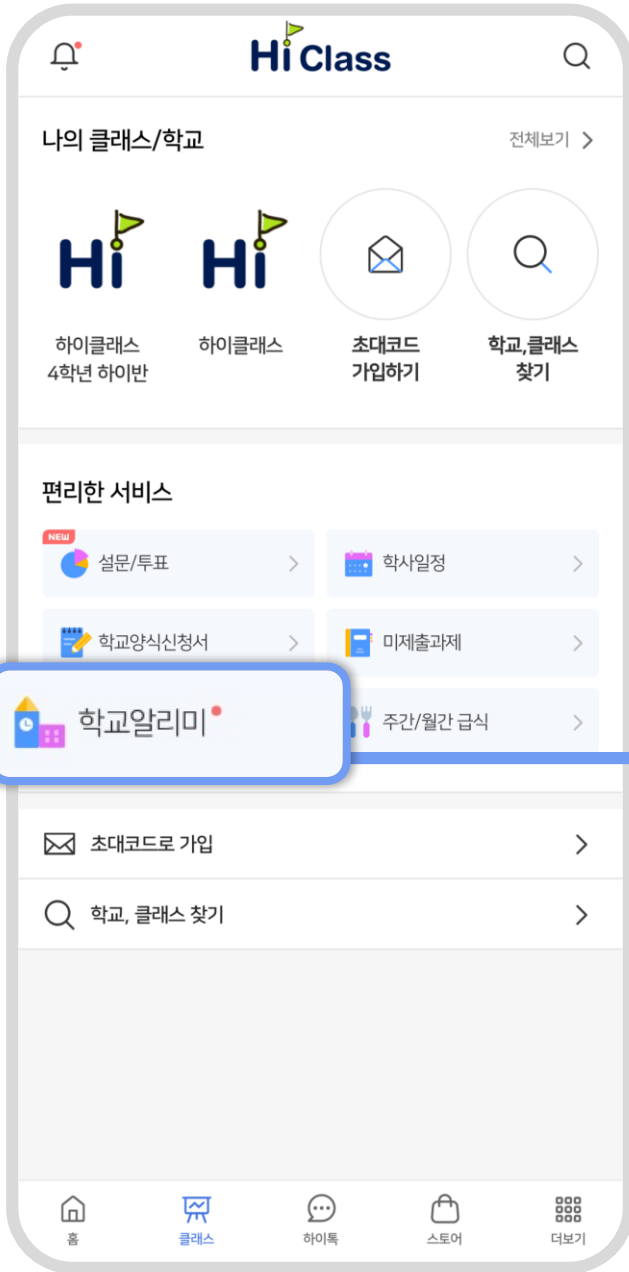 Hi Class
나의 클래스/학교
전체보기
Hi
Hi
하이클래스
4학년 하이반
하이클래스
초대코드
가입하기
학교,클래스
찾기
편리한 서비스
NEW
설문/투표
학사일정
학교양식신청서
미제출과제
학교알리미
주간/월간 급식
초대코드로 가입
학교, 클래스 찾기
홈
클래스
하이톡
스토어
더보기